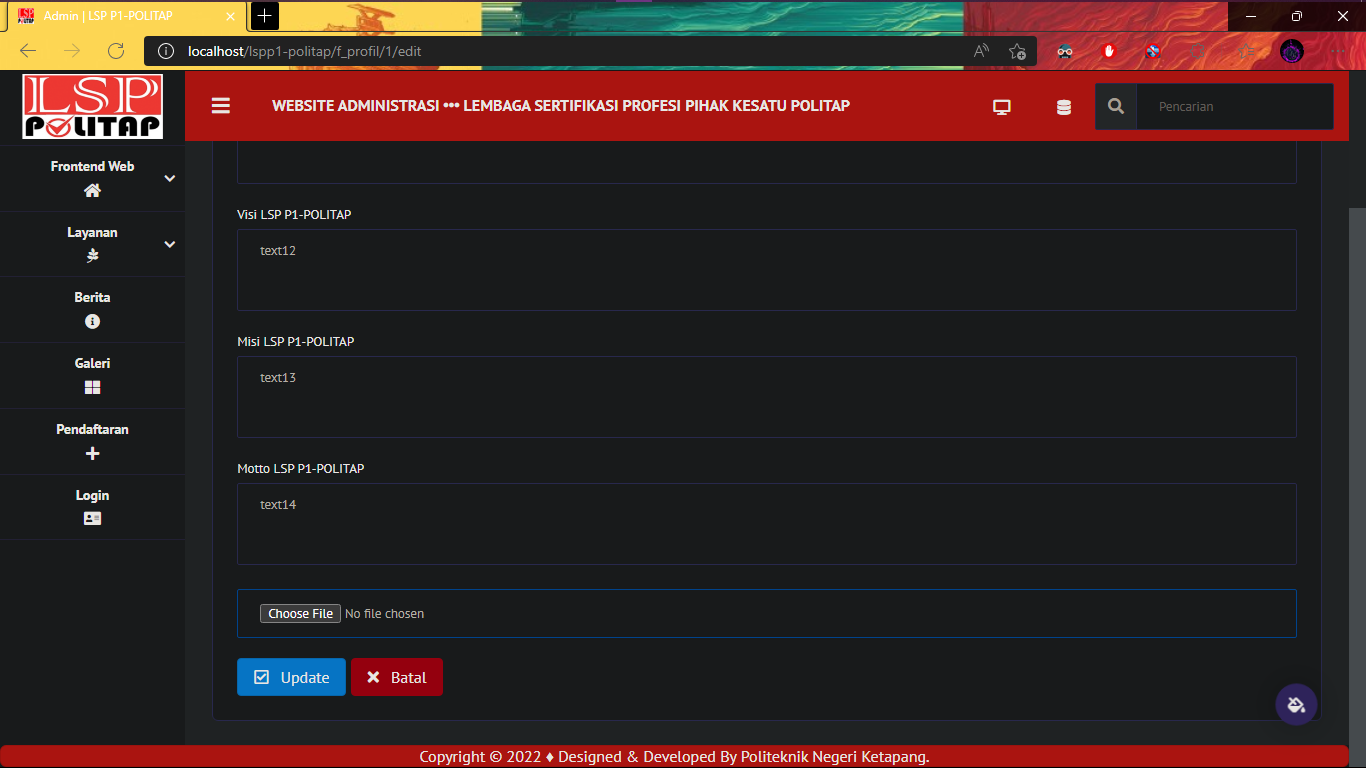 Admin | LSP P1-POLITAP
localhost/lspp1-politap/f_profil/1/edit
LSP
POLITAP
WEBSITE ADMINISTRASI ••• LEMBAGA SERTIFIKASI PROFESI PIHAK KESATU POLITAP
Pencarian
Frontend Web
Layanan
Berita
Galeri
Pendaftaran
Login
Visi LSP P1-POLITAP
text12
Misi LSP P1-POLITAP
text13
Motto LSP P1-POLITAP
text14
Choose File No file chosen
Update Batal
Copyright © 2022 ♦ Designed & Developed By Politeknik Negeri Ketapang.